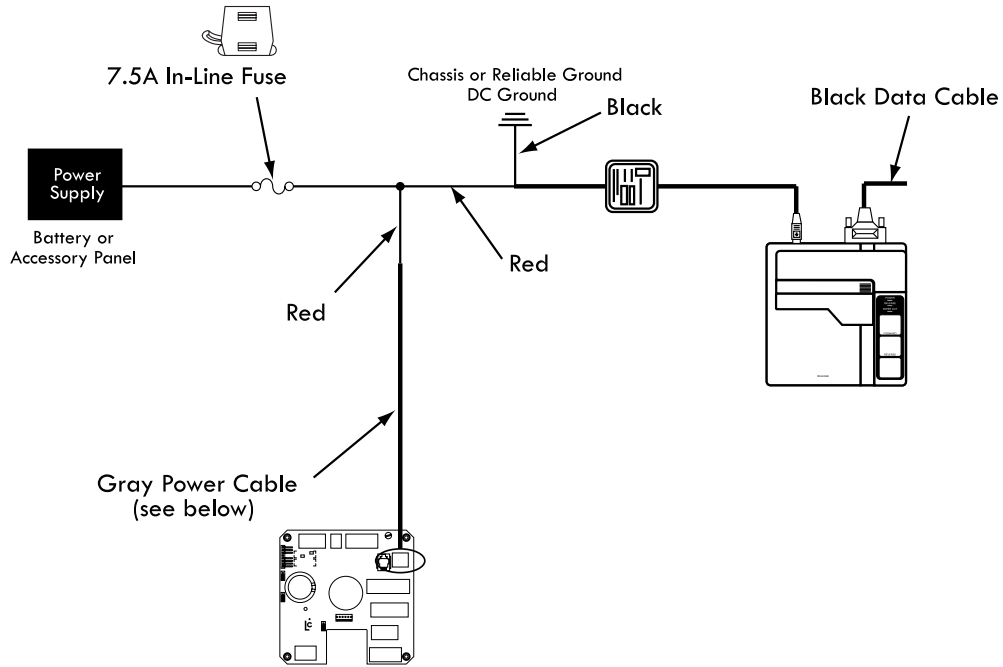 7.5A In-Line Fuse
Chassis or Reliable Ground
DC Ground
Black
Black Data Cable
Power
Supply
Battery or
Accessory Panel
Red
Red
Gray Power Cable
(see below)